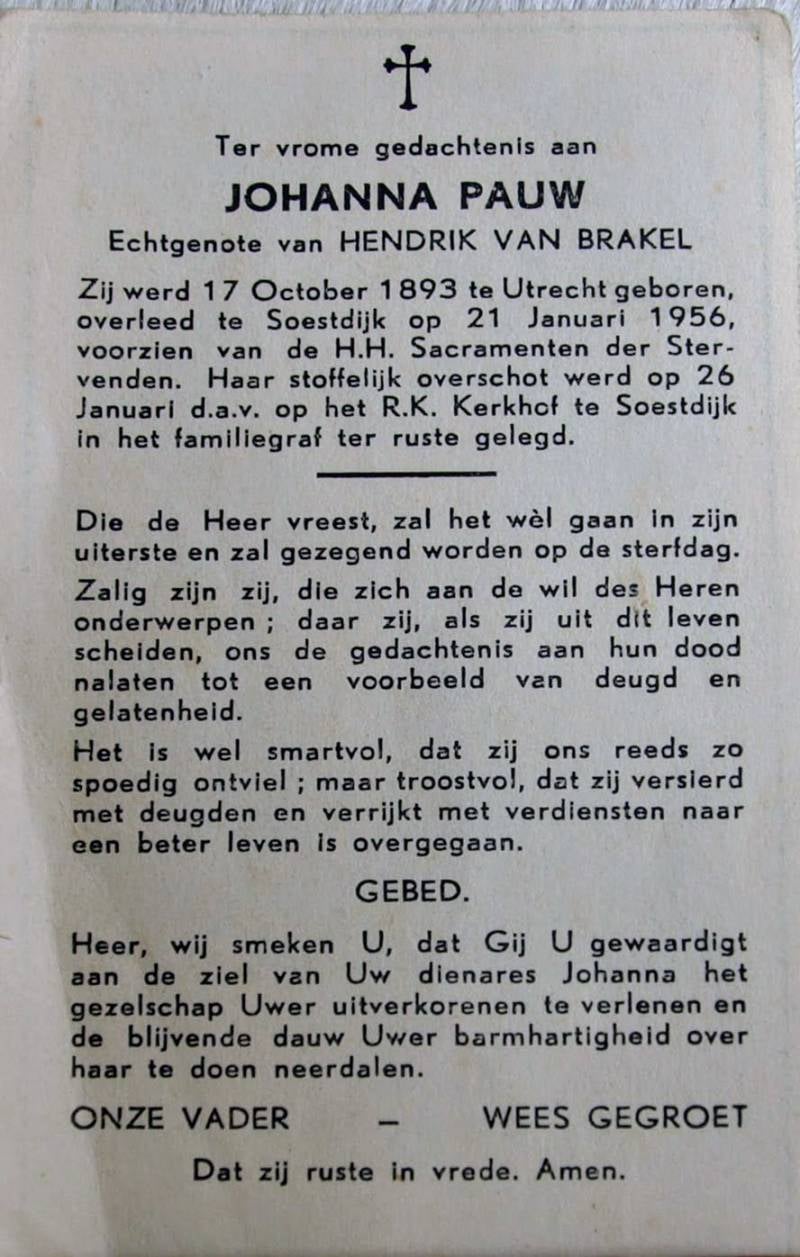 Ter vrome gedachtenis aan
JOHANNA PAUW
Echtgenote van HENDRIK VAN BRAKEL
Zij werd 17 October 1893 te Utrecht geboren,
overleed te Soestdijk op 21 Januari 1956,
voorzien van de H.H. Sacramenten der Ster-
venden. Haar stoffelijk overschot werd op 26
Januari d.a.v. op het R.K. Kerkhof te Soestdijk
in het familiegraf ter ruste gelegd.
Die de Heer vreest, zal het wèl gaan in zijn
uiterste en zal gezegend worden op de sterfdag.
Zalig zijn zij, die zich aan de wil des Heren
onderwerpen ; daar zij, als zij uit dit leven
scheiden, ons de gedachtenis aan hun dood
nalaten tot een voorbeeld van deugd en
gelatenheid.
Het is wel smartvol, dat zij ons reeds zo
spoedig ontviel ; maar troostvol, dat zij versierd
met deugden en verrijkt met verdiensten naar
een beter leven is overgegaan.
GEBED.
Heer, wij smeken U, dat Gij U gewaardigt
aan de ziel van Uw dienares Johanna het
gezelschap Uwer uitverkorenen te verlenen en
de blijvende dauw Uwer barmhartigheid over
haar te doen neerdalen.
ONZE VADER – WEES GEGROET
Dat zij ruste in vrede. Amen.